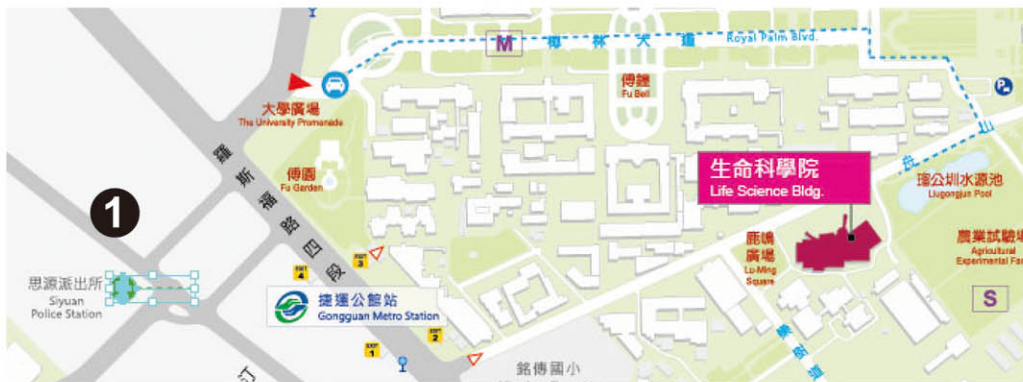 M
椰 林 大 道
Royal Palm Blvd.
大學廣場
The University Promenade
傅鐘
Fu Bell
P
傅園
Fu Garden
生命科學院
Life Science Bldg.
舟 山
瑠公圳水源池
Liugongjun Pool
羅 斯 福 路 四 段
1
思源派出所
Siyuan
Police Station
EXIT
4
EXIT
3
捷運公館站
Gongguan Metro Station
EXIT
1
EXIT
2
鹿鳴
廣場
Lu-Ming
Square
農業試驗場
Agricultural
Experimental Far
S
銘傳國小
汀